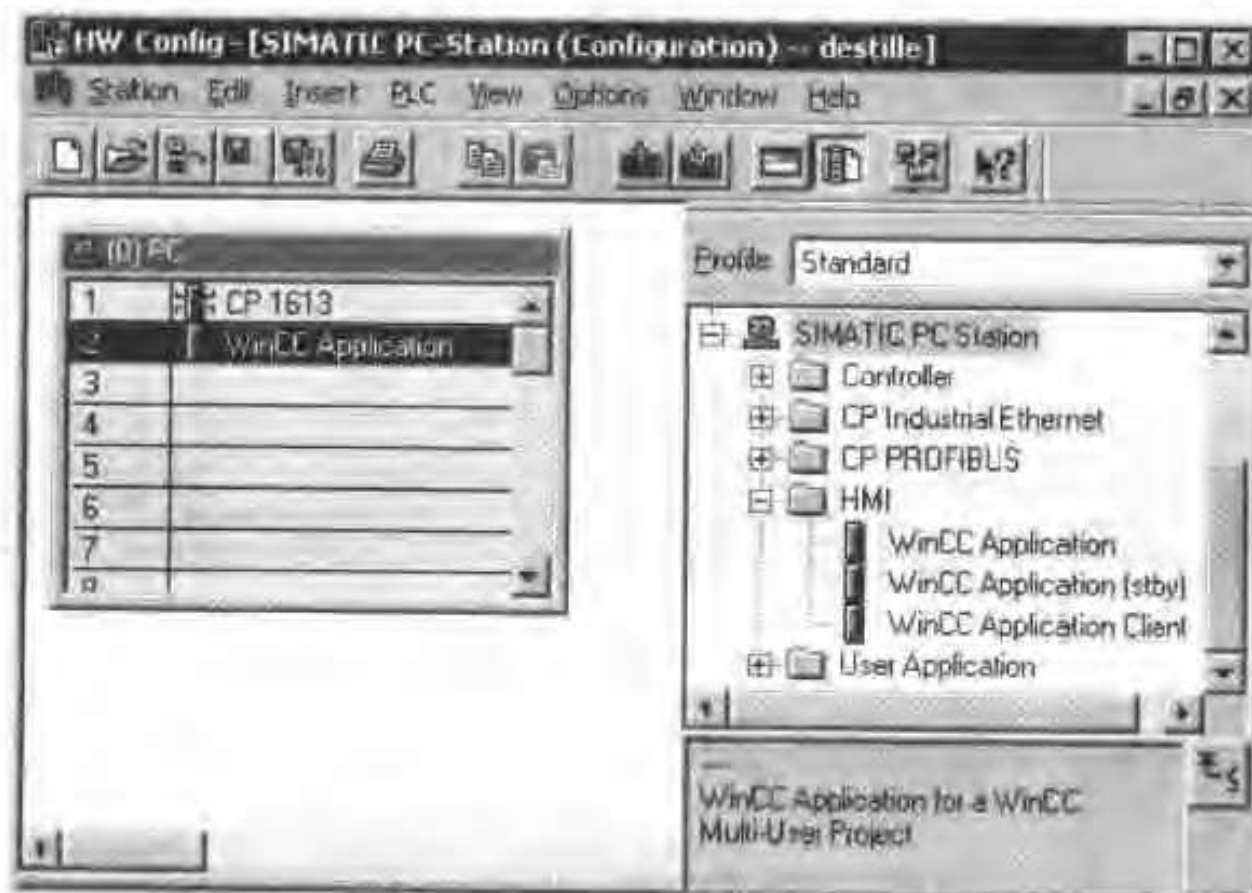 HW Config - [SIMATIC PC-Station (Configuration) -- destille]
Station Edit Insert PLC View Options Window Help
(0) PC
1 CP 1613
2 WinCC Application
3
4
5
6
7
8
Profile Standard
SIMATIC PC Station
Controller
CP Industrial Ethernet
CP PROFIBUS
HMI
WinCC Application
WinCC Application (stby)
WinCC Application Client
User Application
WinCC Application for a WinCC
Multi-User Project